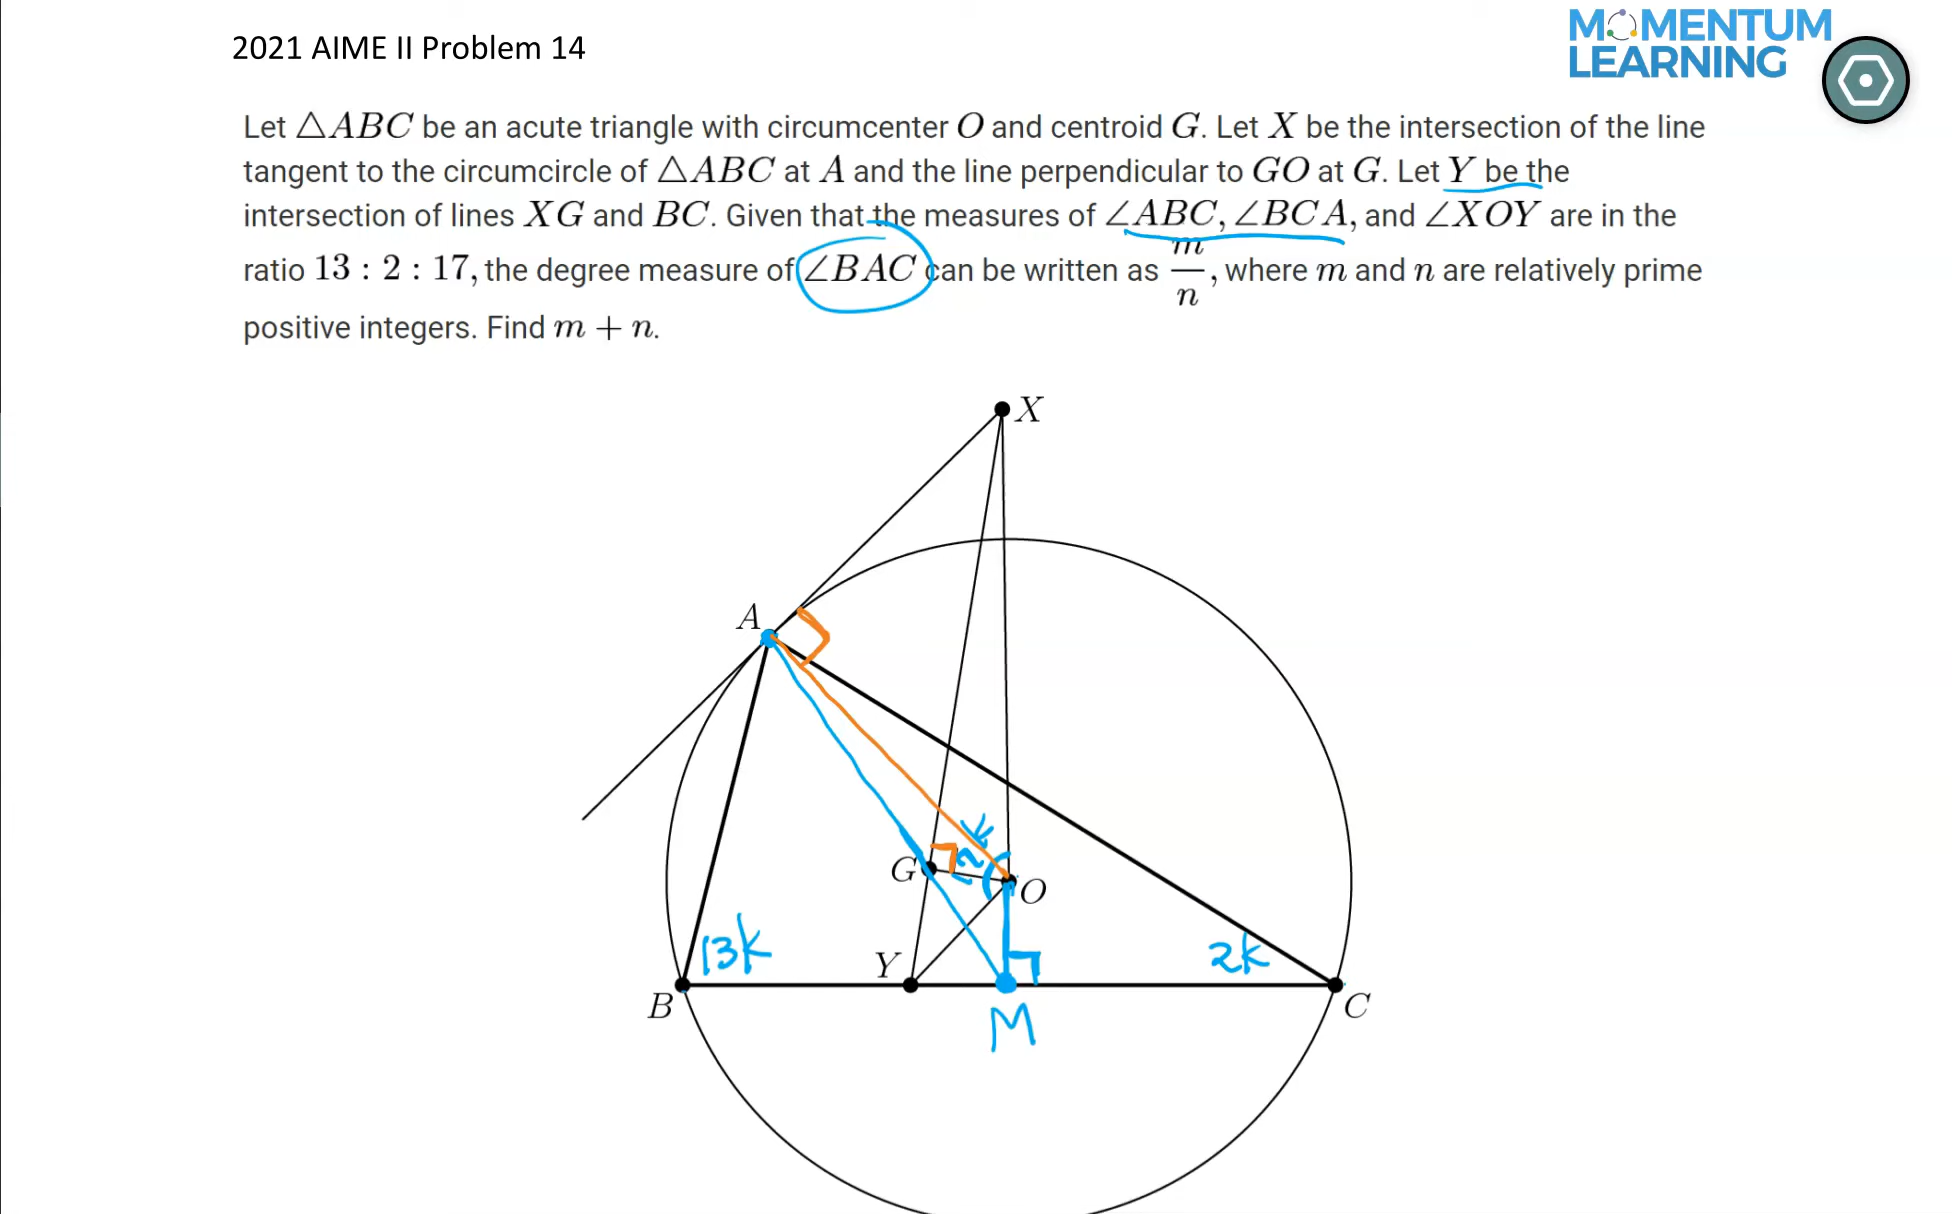 2021 AIME II Problem 14
MOMENTUM
LEARNING
Let △ABC be an acute triangle with circumcenter O and centroid G. Let X be the intersection of the line
tangent to the circumcircle of △ABC at A and the line perpendicular to GO at G. Let Y be the
intersection of lines XG and BC. Given that the measures of ∠ABC, ∠BCA, and ∠XOY are in the
ratio 13 : 2 : 17, the degree measure of ∠BAC can be written as m/n, where m and n are relatively prime
positive integers. Find m + n.
X
A
G
17k
O
13k
Y
2k
B
M
C